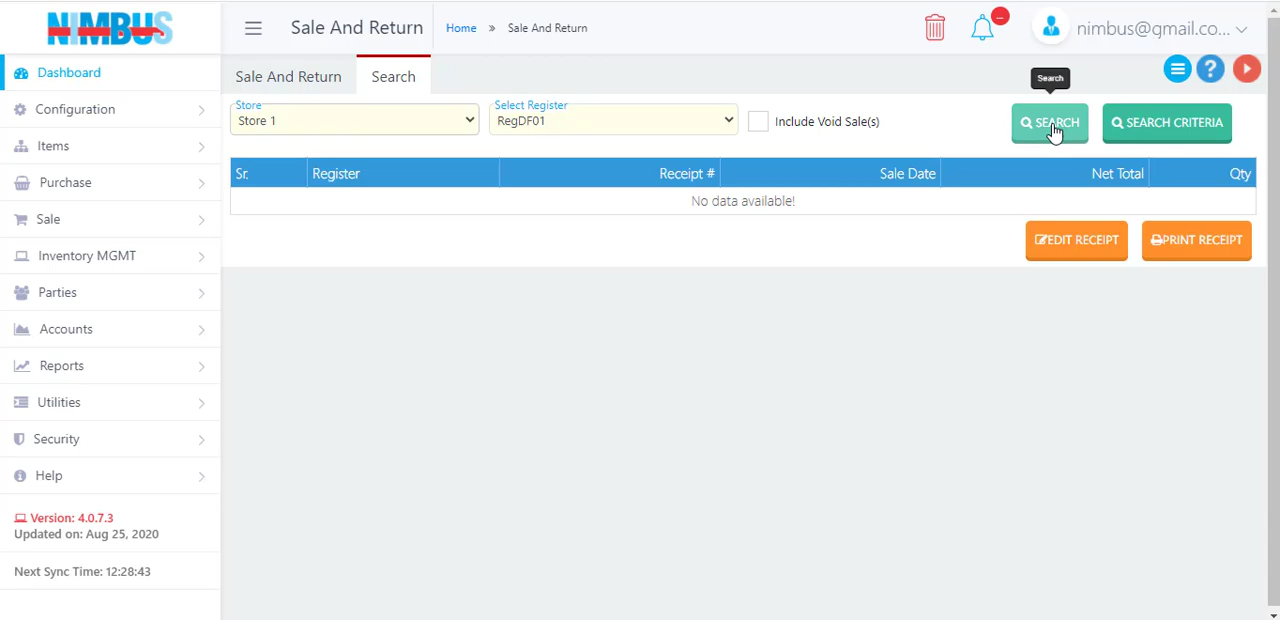 NIMBUS
Sale And Return
Home » Sale And Return
nimbus@gmail.co...
Dashboard
Configuration
Items
Purchase
Sale
Inventory MGMT
Parties
Accounts
Reports
Utilities
Security
Help
Version: 4.0.7.3
Updated on: Aug 25, 2020
Next Sync Time: 12:28:43
Sale And Return Search
Search
Store
Store 1
Select Register
RegDF01
Include Void Sale(s)
SEARCH
SEARCH CRITERIA
Sr. Register Receipt # Sale Date Net Total Qty
No data available!
EDIT RECEIPT PRINT RECEIPT